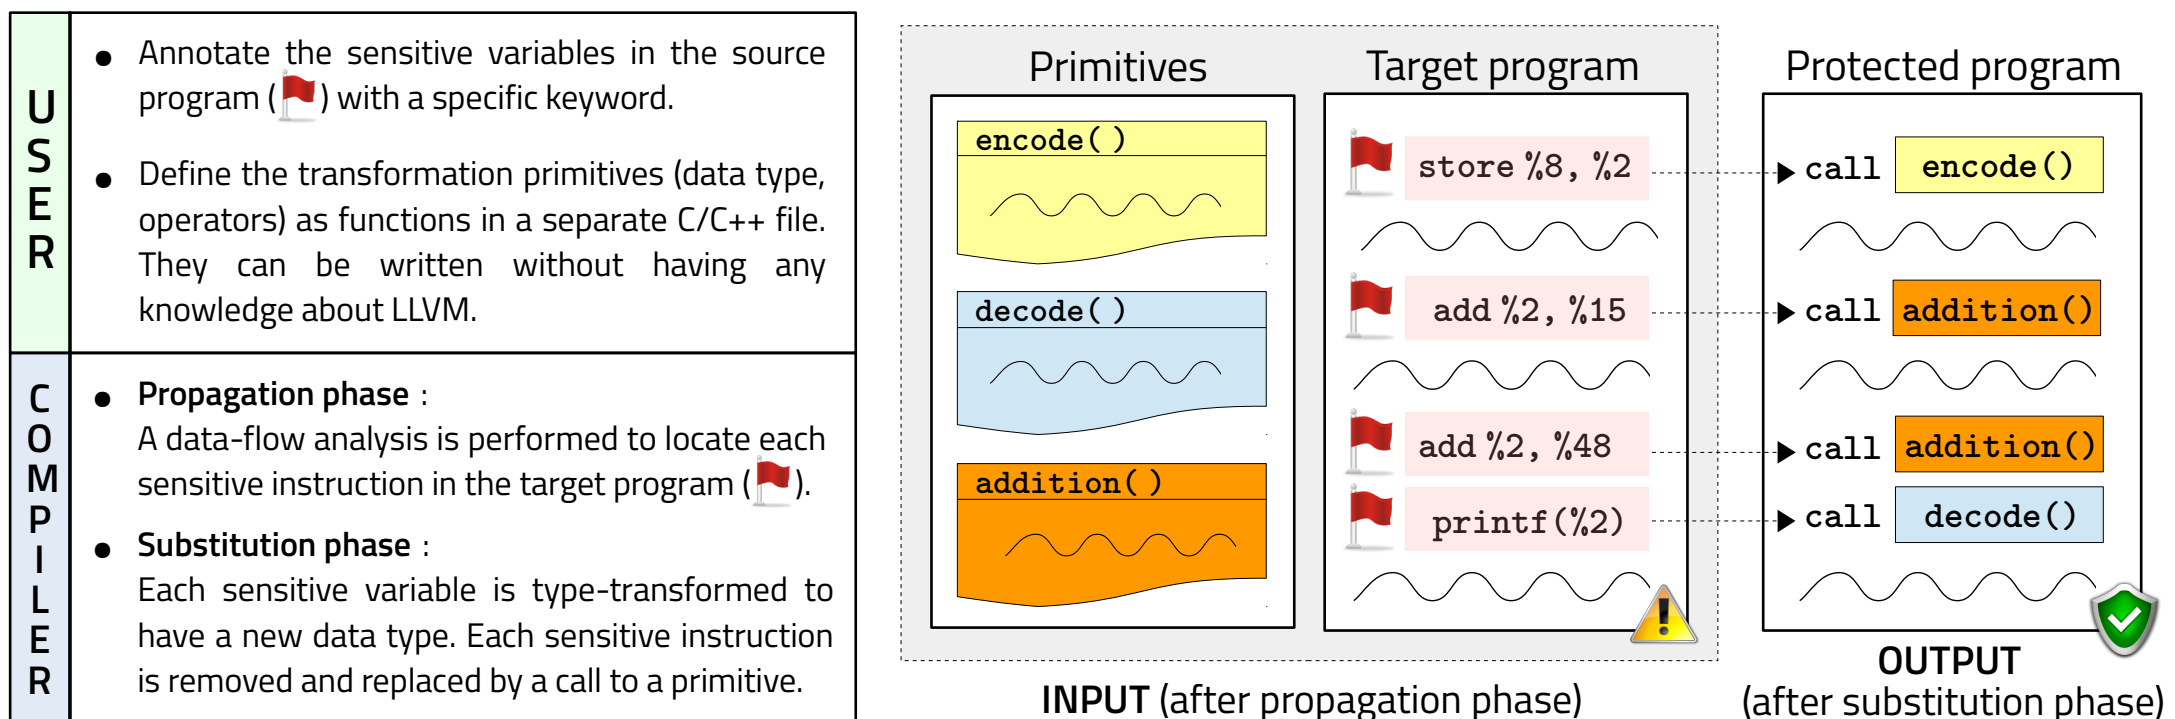 USER
• Annotate the sensitive variables in the source
program ( ) with a specific keyword.
• Define the transformation primitives (data type,
operators) as functions in a separate C/C++ file.
They can be written without having any
knowledge about LLVM.
COMPILER
• Propagation phase :
A data-flow analysis is performed to locate each
sensitive instruction in the target program ( ).
• Substitution phase :
Each sensitive variable is type-transformed to
have a new data type. Each sensitive instruction
is removed and replaced by a call to a primitive.
Primitives
encode( )
decode( )
addition( )
Target program
store %8, %2
add %2, %15
add %2, %48
printf(%2)
INPUT (after propagation phase)
Protected program
call encode()
call addition()
call addition()
call decode()
OUTPUT
(after substitution phase)